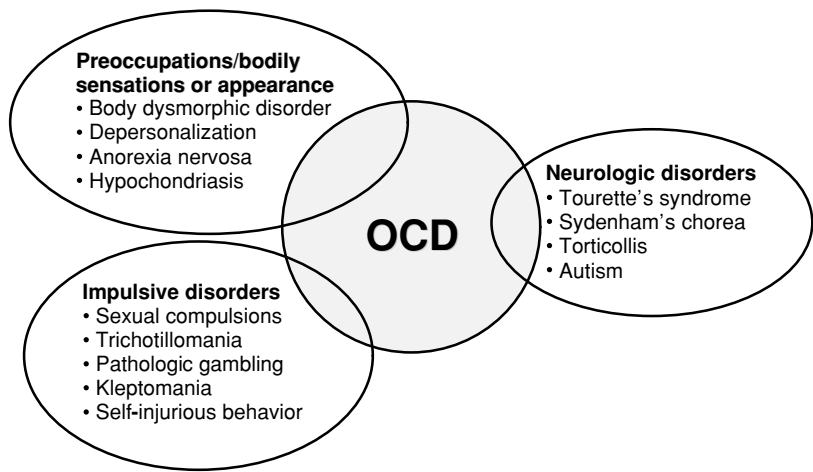 Preoccupations/bodily
sensations or appearance
• Body dysmorphic disorder
• Depersonalization
• Anorexia nervosa
• Hypochondriasis
OCD
Neurologic disorders
• Tourette's syndrome
• Sydenham's chorea
• Torticollis
• Autism
Impulsive disorders
• Sexual compulsions
• Trichotillomania
• Pathologic gambling
• Kleptomania
• Self-injurious behavior